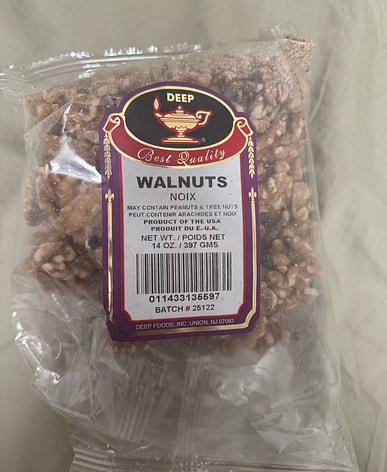 DEEP
®
Best Quality
WALNUTS
NOIX
MAY CONTAIN PEANUTS & TREE NUTS
PEUT CONTENIR ARACHIDES ET NOIX
PRODUCT OF THE USA
PRODUIT DU E.-U.A.
NET WT. / POIDS NET
14 OZ. / 397 GMS
011433135597
BATCH # 25122
DEEP FOODS, INC. UNION, NJ 07083